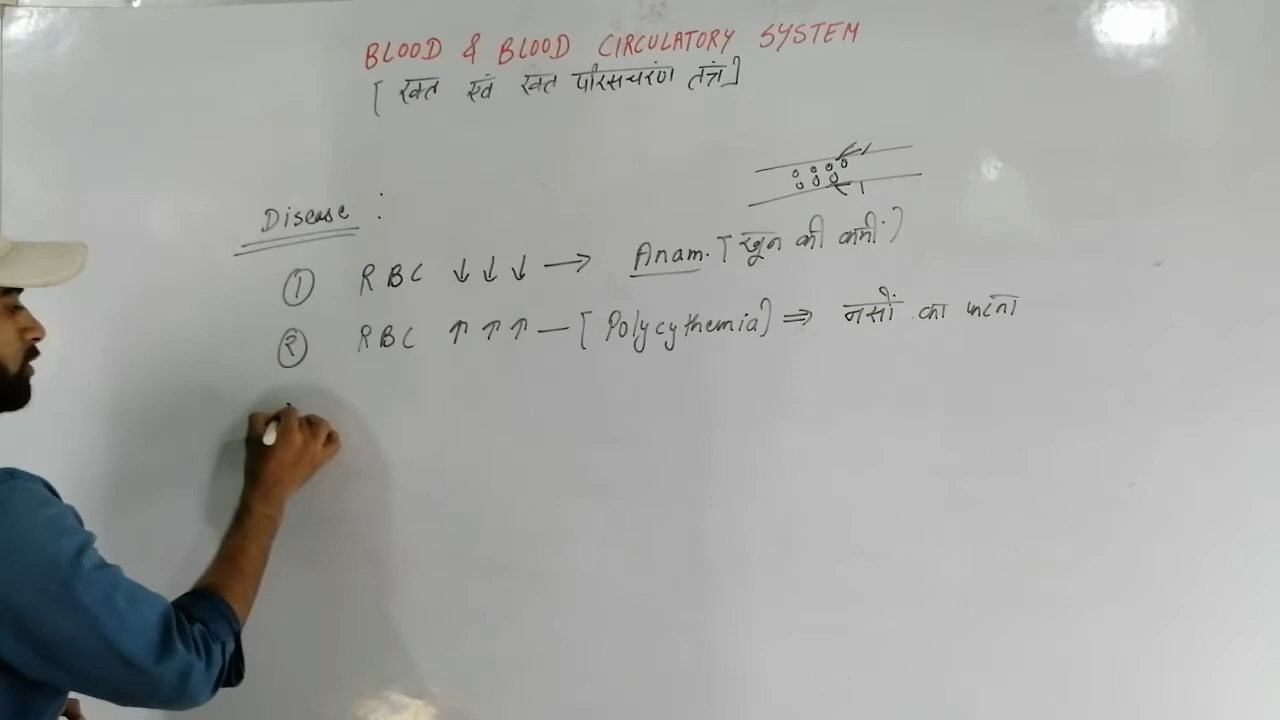 BLOOD & BLOOD CIRCULATORY SYSTEM
[ रक्त एवं रक्त परिसंचरण तंत्र ]
Disease :
① RBC ↓ ↓ ↓ → Anam. [ खून की कमी ]
② RBC ↑ ↑ ↑ — [ Polycythemia ] ⇒ नसों का फटना